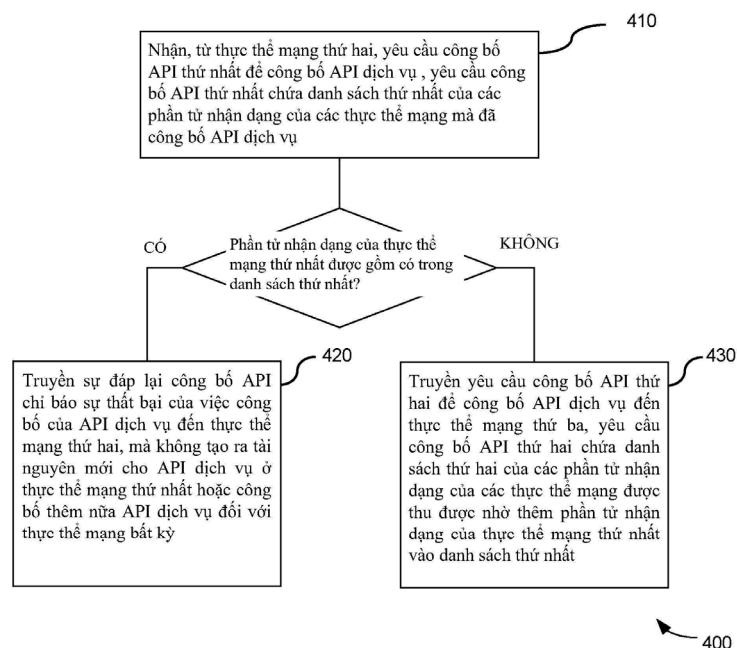 410
Nhận, từ thực thể mạng thứ hai, yêu cầu công bố
API thứ nhất để công bố API dịch vụ , yêu cầu công
bố API thứ nhất chứa danh sách thứ nhất của các
phần tử nhận dạng của các thực thể mạng mà đã
công bố API dịch vụ
CÓ
Phần tử nhận dạng của thực thể
mạng thứ nhất được gồm có trong
danh sách thứ nhất?
KHÔNG
420
Truyền sự đáp lại công bố API
chỉ báo sự thất bại của việc công
bố của API dịch vụ đến thực thể
mạng thứ hai, mà không tạo ra tài
nguyên mới cho API dịch vụ ở
thực thể mạng thứ nhất hoặc công
bố thêm nữa API dịch vụ đối với
thực thể mạng bất kỳ
430
Truyền yêu cầu công bố API thứ
hai để công bố API dịch vụ đến
thực thể mạng thứ ba, yêu cầu
công bố API thứ hai chứa danh
sách thứ hai của các phần tử nhận
dạng của các thực thể mạng được
thu được nhờ thêm phần tử nhận
dạng của thực thể mạng thứ nhất
vào danh sách thứ nhất
400